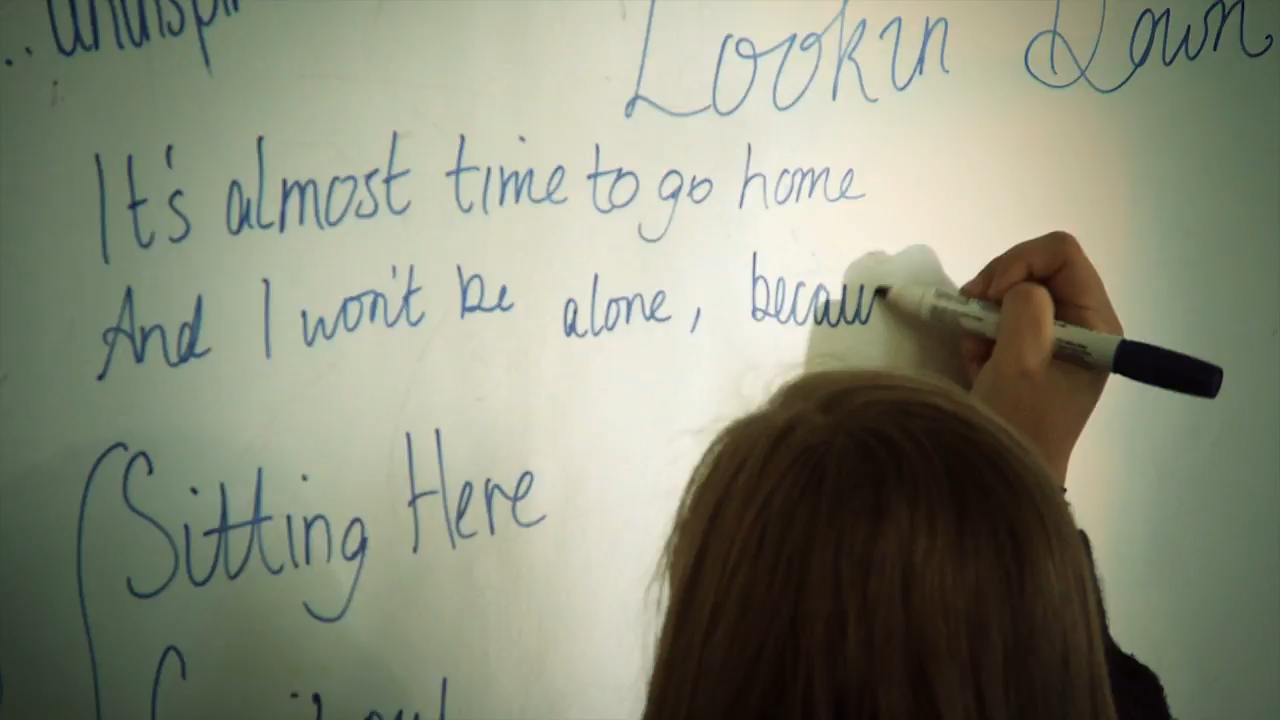 Lookin Down
It's almost time to go home
And I won't be alone, becau
Sitting Here